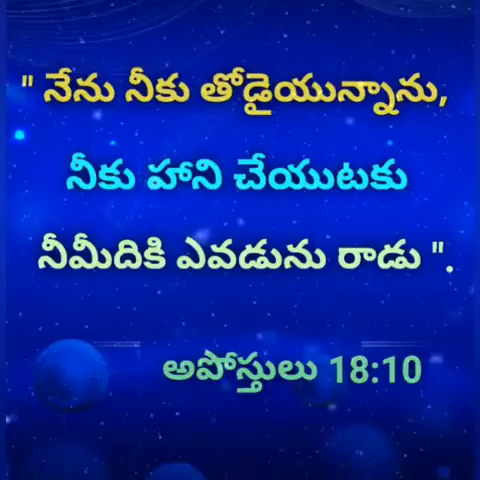 " నేను నీకు తోడైయున్నాను,
నీకు హాని చేయుటకు
నీమీదికి ఎవడును రాడు ".
అపోస్తులు 18:10